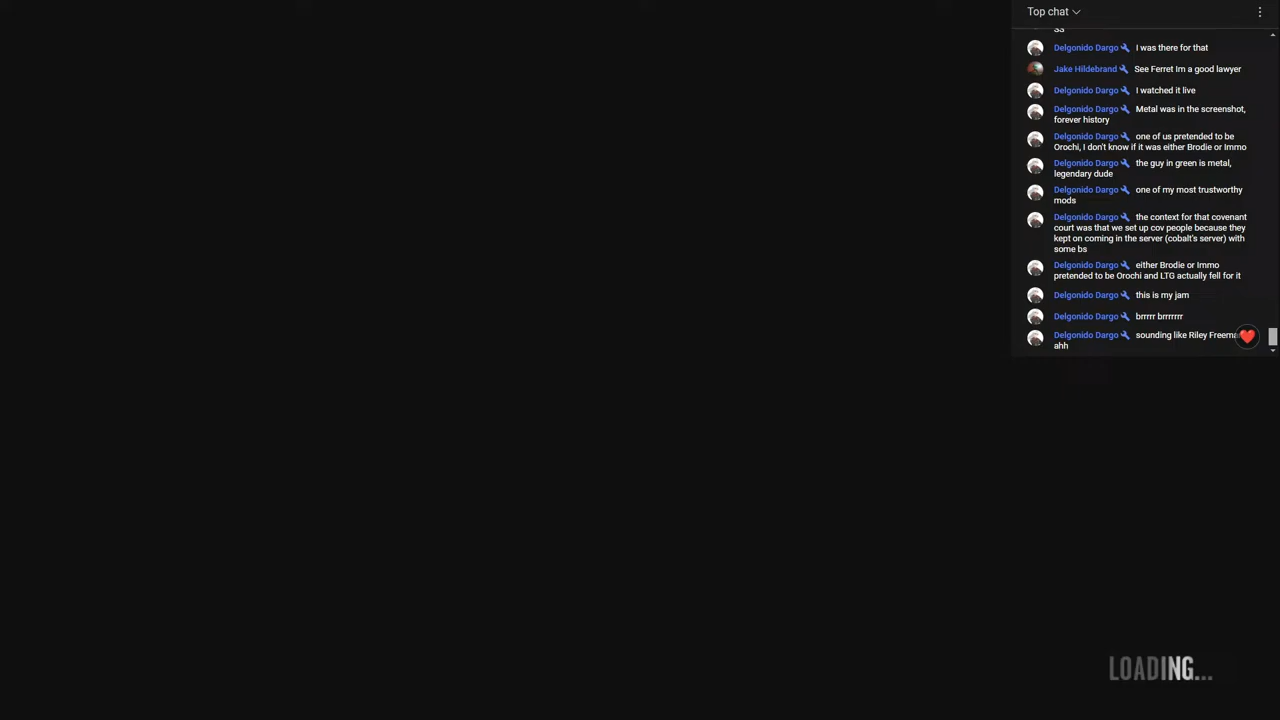 Top chat
ss
Delgonido Dargo I was there for that
Jake Hildebrand See Ferret Im a good lawyer
Delgonido Dargo I watched it live
Delgonido Dargo Metal was in the screenshot,
forever history
Delgonido Dargo one of us pretended to be
Orochi, I don't know if it was either Brodie or Immo
Delgonido Dargo the guy in green is metal,
legendary dude
Delgonido Dargo one of my most trustworthy
mods
Delgonido Dargo the context for that covenant
court was that we set up cov people because they
kept on coming in the server (cobalt's server) with
some bs
Delgonido Dargo either Brodie or Immo
pretended to be Orochi and LTG actually fell for it
Delgonido Dargo this is my jam
Delgonido Dargo brrrrr brrrrrrr
Delgonido Dargo sounding like Riley
ahh
LOADING...